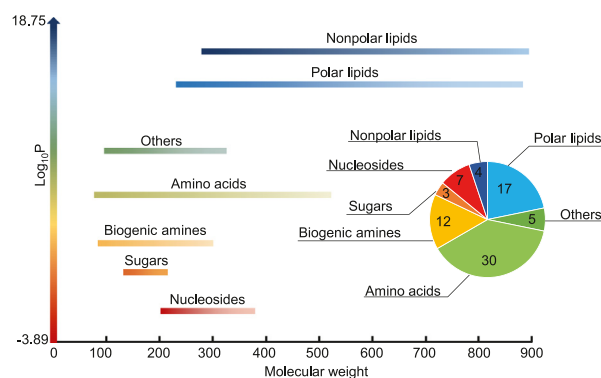 18.75
Log10P
-3.89
Nonpolar lipids
Polar lipids
Others
Amino acids
Biogenic amines
Sugars
Nucleosides
0 100 200 300 400 500 600 700 800 900
Molecular weight
Nonpolar lipids
Polar lipids
Nucleosides
Sugars
Others
Biogenic amines
Amino acids
4
17
7
3
5
12
30